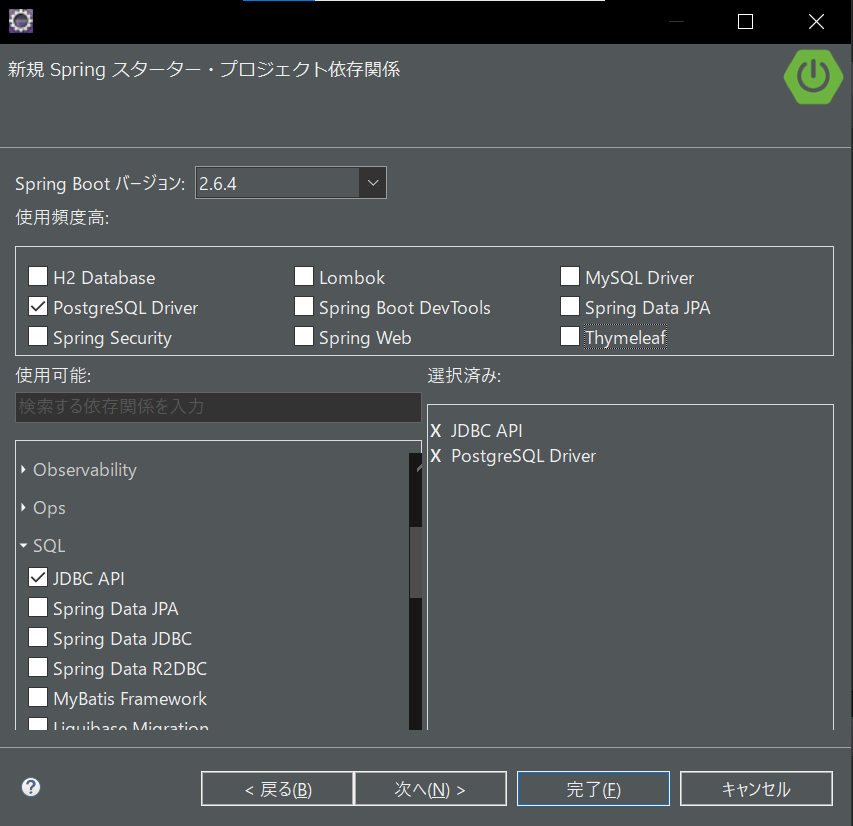 新規 Spring スターター・プロジェクト依存関係
Spring Boot バージョン: 2.6.4
使用頻度高:
H2 Database Lombok MySQL Driver
PostgreSQL Driver Spring Boot DevTools Spring Data JPA
Spring Security Spring Web Thymeleaf
使用可能:
検索する依存関係を入力
Observability
Ops
SQL
JDBC API
Spring Data JPA
Spring Data JDBC
Spring Data R2DBC
MyBatis Framework
Liquibase Migration
選択済み:
X JDBC API
X PostgreSQL Driver
< 戻る(B) 次へ(N) > 完了(F) キャンセル